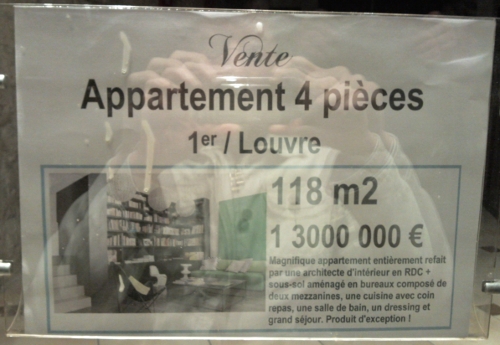 Vente
Appartement 4 pièces
1er / Louvre
118 m2
1 3000 000 €
Magnifique appartement entièrement refait
par une architecte d'intérieur en RDC +
sous-sol aménagé en bureaux composé de
deux mezzanines, une cuisine avec coin
repas, une salle de bain, un dressing et
grand séjour. Produit d'exception !